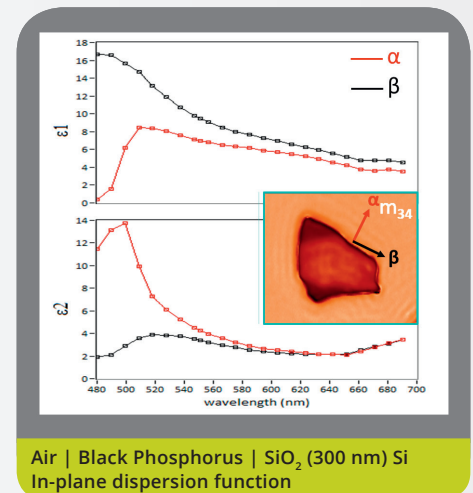 18
16
14
12
10
8
6
4
2
0
ε1
α
β
14
12
10
8
6
4
2
0
ε2
α m34
β
480 500 520 540 560 580 600 620 640 660 680 700
wavelength (nm)
Air | Black Phosphorus | SiO₂ (300 nm) Si
In-plane dispersion function